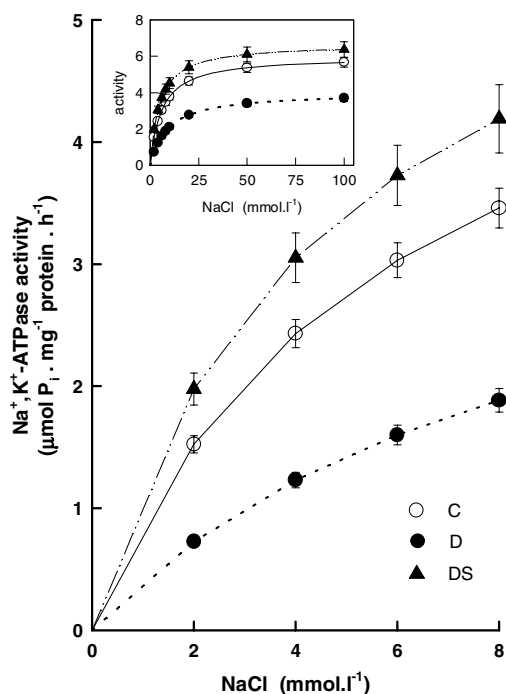 8
6
4
2
0
activity
0 25 50 75 100
NaCl (mmol.l⁻¹)
5
4
3
2
1
0
Na⁺,K⁺-ATPase activity
(μmol Pᵢ . mg⁻¹ protein . h⁻¹)
C
D
DS
0 2 4 6 8
NaCl (mmol.l⁻¹)